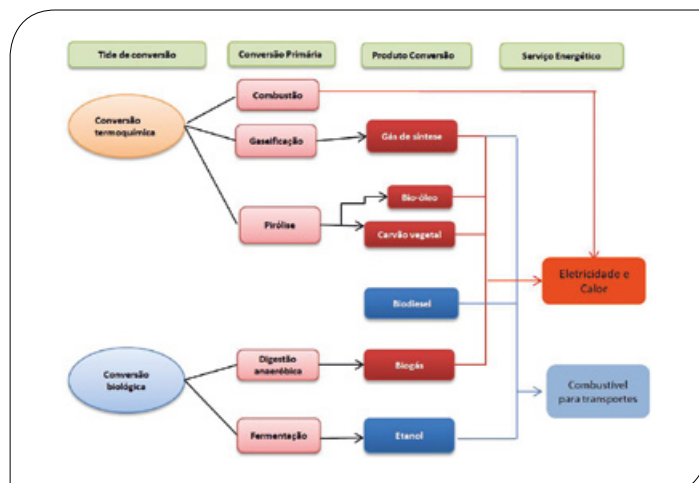 Tide de conversão
Conversão Primária
Produto Conversão
Serviço Energético
Conversão
termoquímica
Combustão
Gaseificação
Gás de síntese
Pirólise
Bio-óleo
Carvão vegetal
Eletricidade e
Calor
Biodiesel
Conversão
biológica
Digestão
anaeróbica
Biogás
Combustível
para transportes
Fermentação
Etanol